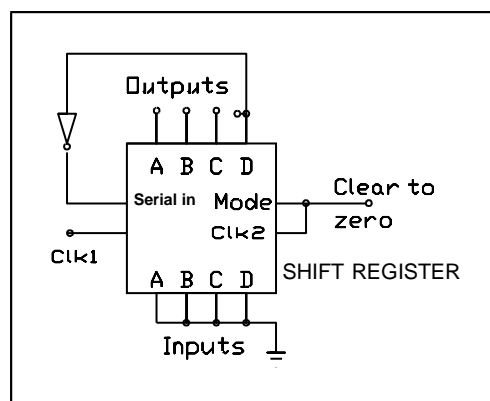 Outputs
A B C D
Serial in Mode
Clk1
Clk2
Clear to
zero
A B C D
SHIFT REGISTER
Inputs